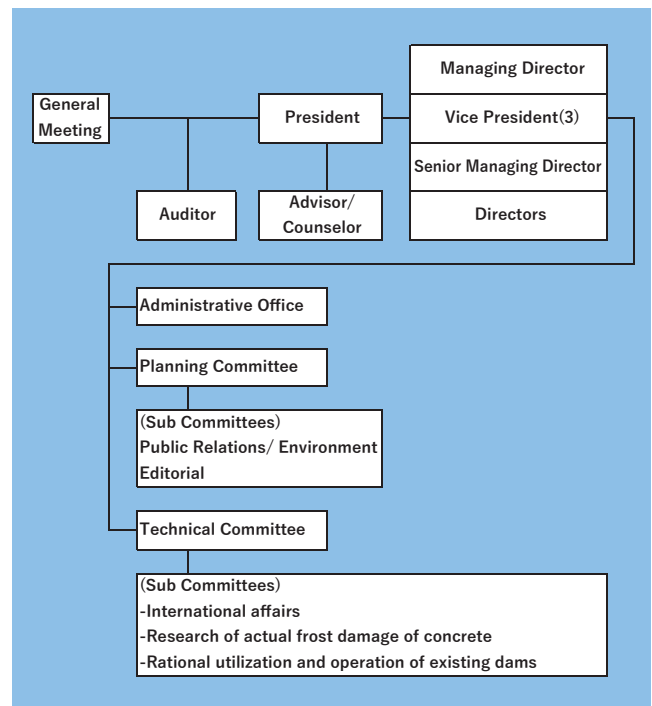 General
Meeting
President
Managing Director
Vice President(3)
Senior Managing Director
Directors
Auditor
Advisor/
Counselor
Administrative Office
Planning Committee
(Sub Committees)
Public Relations/ Environment
Editorial
Technical Committee
(Sub Committees)
-International affairs
-Research of actual frost damage of concrete
-Rational utilization and operation of existing dams